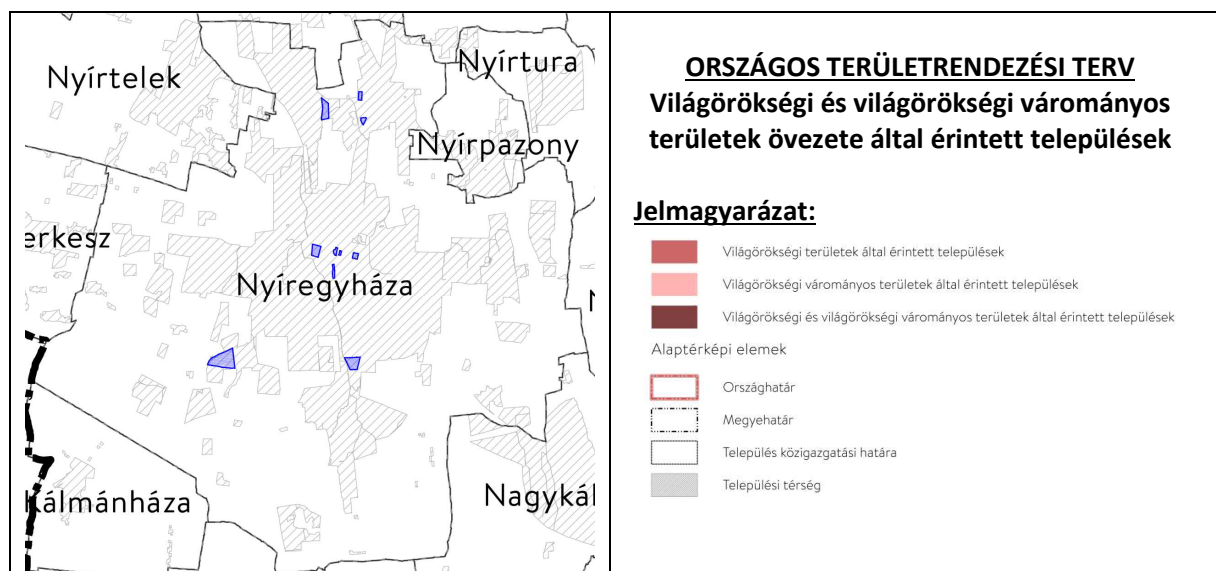 Nyírtelek
Nyírtura
Nyírpazony
erkesz
Nyíregyháza
N
Kálmánháza
Nagykál
ORSZÁGOS TERÜLETRENDEZÉSI TERV
Világörökségi és világörökségi várományos
területek övezete által érintett települések
Jelmagyarázat:
Világörökségi területek által érintett települések
Világörökségi várományos területek által érintett települések
Világörökségi és világörökségi várományos területek által érintett települések
Alaptérképi elemek
Országhatár
Megyehatár
Település közigazgatási határa
Települési térség